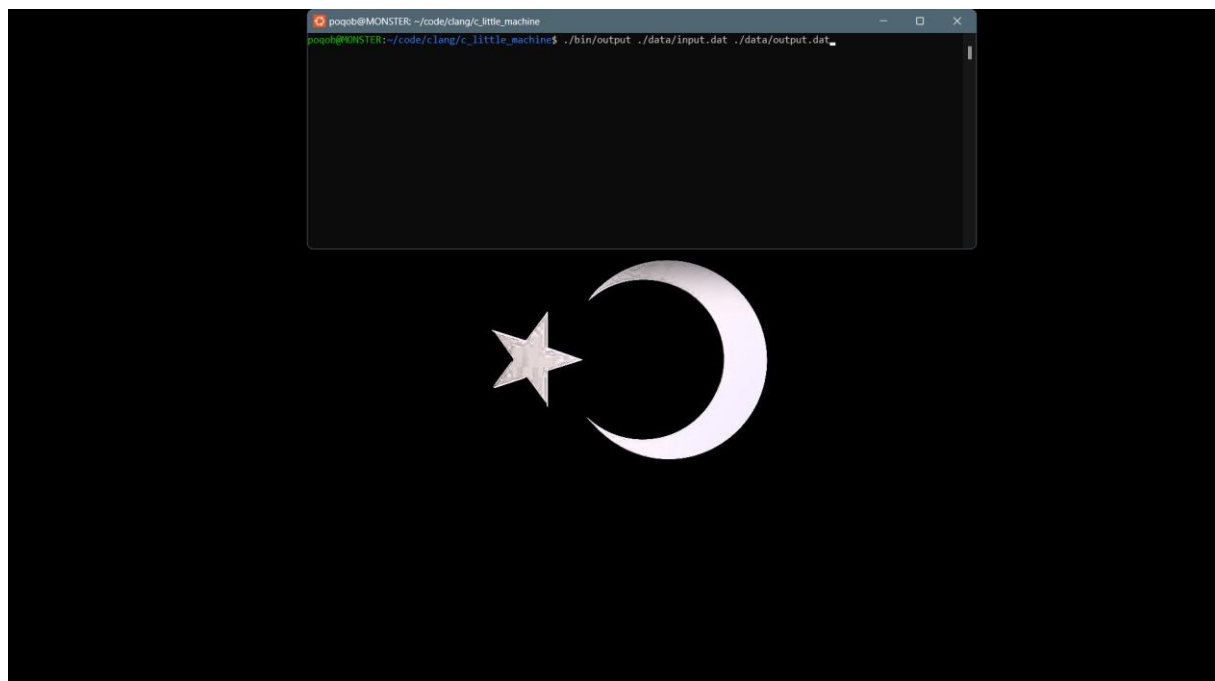 poqob@MONSTER: ~/code/clang/c_little_machine
poqob@MONSTER:~/code/clang/c_little_machine$ ./bin/output ./data/input.dat ./data/output.dat